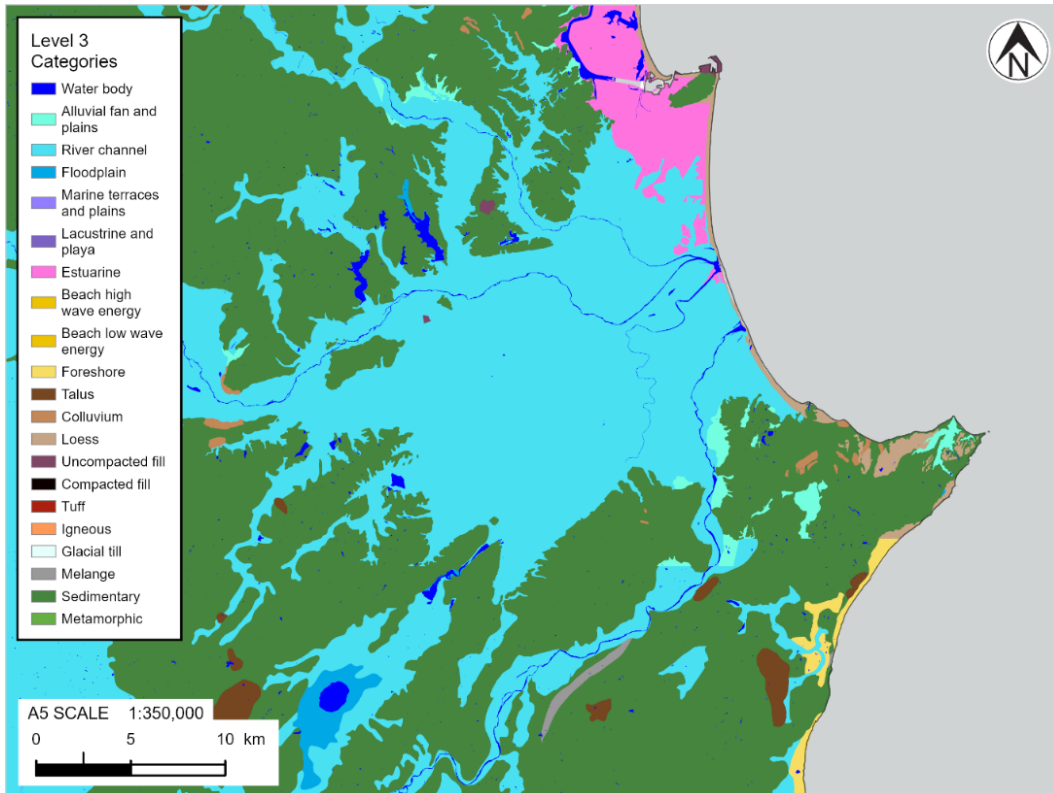 Level 3
Categories
Water body
Alluvial fan and
plains
River channel
Floodplain
Marine terraces
and plains
Lacustrine and
playa
Estuarine
Beach high
wave energy
Beach low wave
energy
Foreshore
Talus
Colluvium
Loess
Uncompacted fill
Compacted fill
Tuff
Igneous
Glacial till
Melange
Sedimentary
Metamorphic
A5 SCALE 1:350,000
0 5 10 km
N